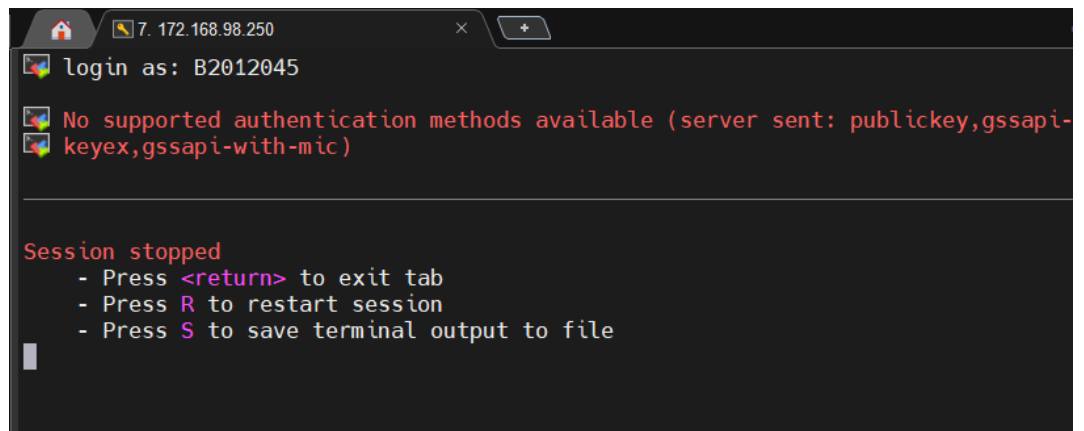 7. 172.168.98.250
login as: B2012045
No supported authentication methods available (server sent: publickey,gssapi-
keyex,gssapi-with-mic)
Session stopped
- Press <return> to exit tab
- Press R to restart session
- Press S to save terminal output to file